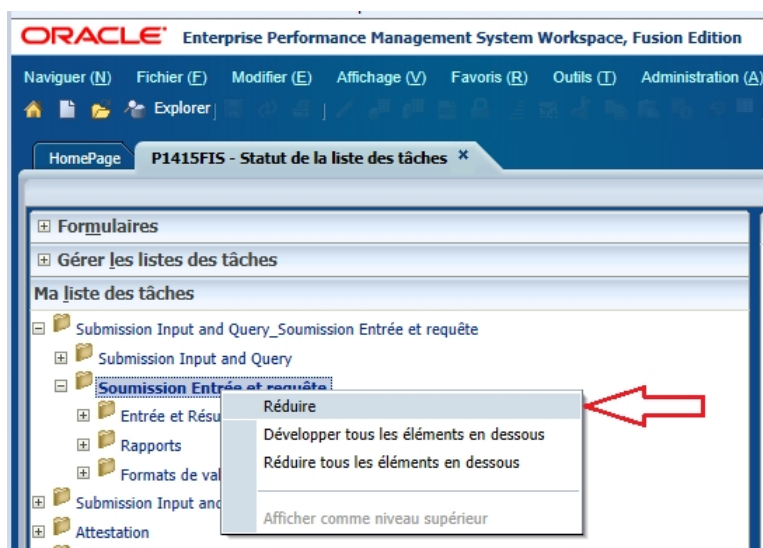 ORACLE Enterprise Performance Management System Workspace, Fusion Edition
Naviguer (N) Fichier (F) Modifier (E) Affichage (V) Favoris (R) Outils (T) Administration (A)
Explorer
HomePage P1415FIS - Statut de la liste des tâches ×
Formulaires
Gérer les listes des tâches
Ma liste des tâches
Submission Input and Query_Soumission Entrée et requête
Submission Input and Query
Soumission Entrée et requête
Réduire
Entrée et Résu
Développer tous les éléments en dessous
Rapports
Réduire tous les éléments en dessous
Formats de val
Submission Input and
Afficher comme niveau supérieur
Attestation